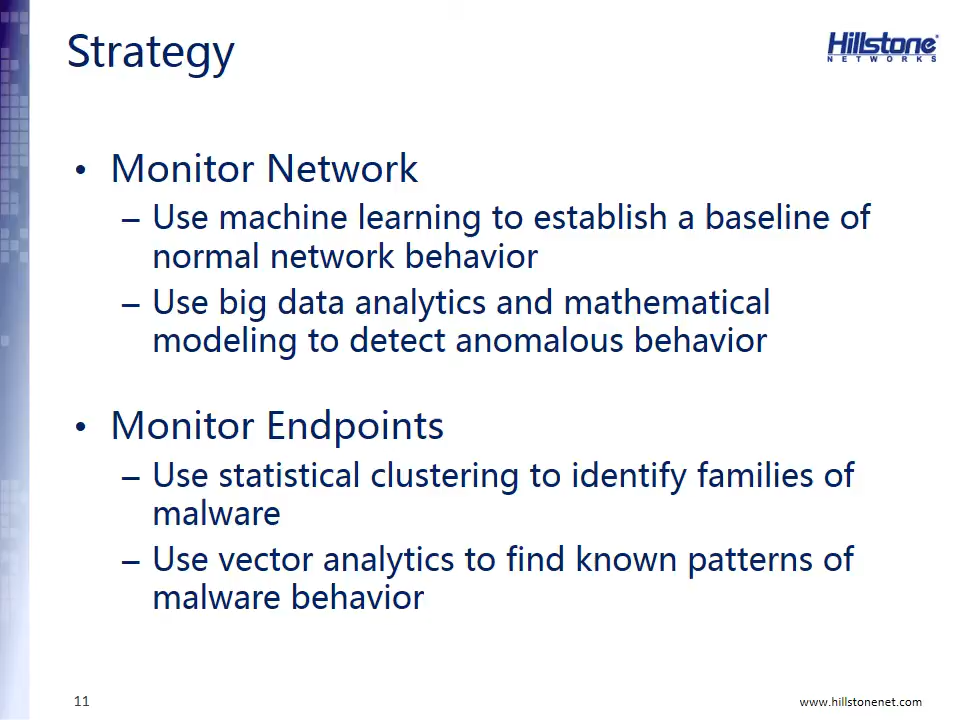 Strategy
Hillstone®
NETWORKS
• Monitor Network
– Use machine learning to establish a baseline of
normal network behavior
– Use big data analytics and mathematical
modeling to detect anomalous behavior
• Monitor Endpoints
– Use statistical clustering to identify families of
malware
– Use vector analytics to find known patterns of
malware behavior
11
www.hillstonenet.com